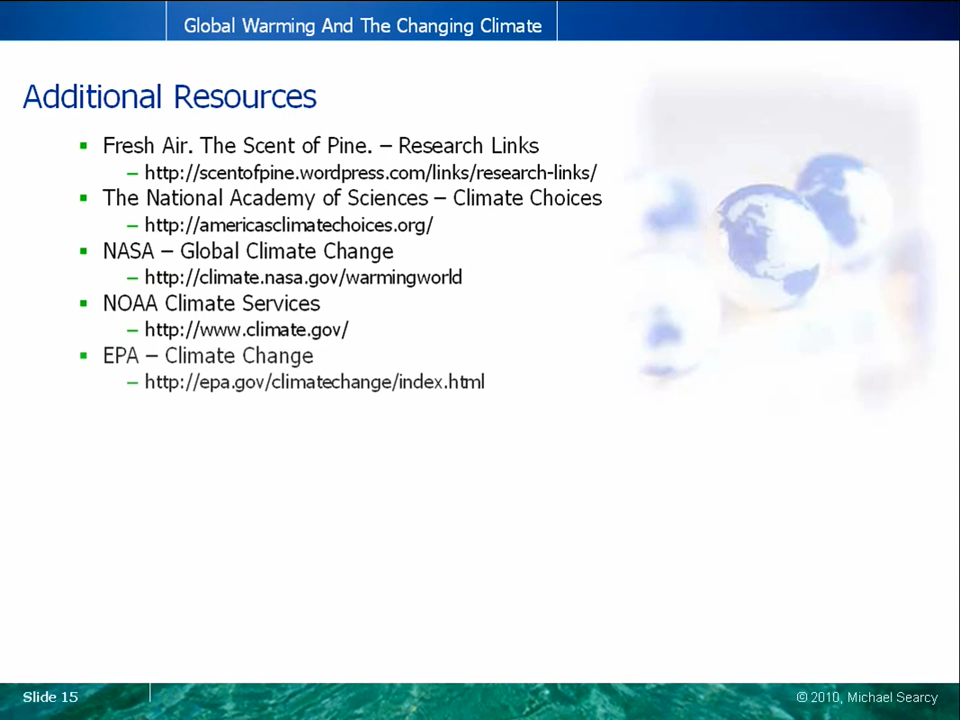 Global Warming And The Changing Climate
Additional Resources
▪ Fresh Air. The Scent of Pine. – Research Links
– http://scentofpine.wordpress.com/links/research-links/
▪ The National Academy of Sciences – Climate Choices
– http://americasclimatechoices.org/
▪ NASA – Global Climate Change
– http://climate.nasa.gov/warmingworld
▪ NOAA Climate Services
– http://www.climate.gov/
▪ EPA – Climate Change
– http://epa.gov/climatechange/index.html
Slide 15
© 2010, Michael Searcy